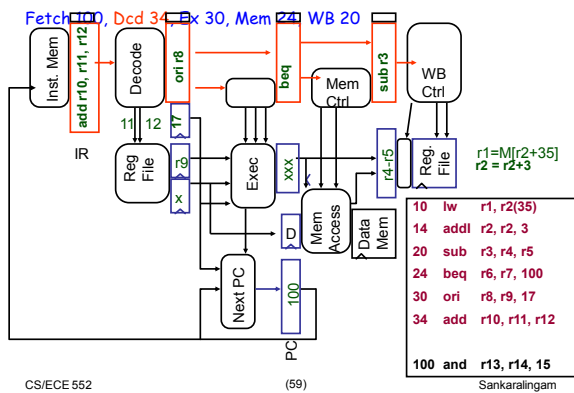 Fetch 100, Dcd 34, Ex 30, Mem 24, WB 20
Inst. Mem
add r10, r11, r12
Decode
ori r8
beq
Mem
Ctrl
sub r3
WB
Ctrl
11 12
17
IR
Reg
File
r9
x
Exec
xxx
Mem
Access
D
Data
Mem
r4-r5
Reg.
File
r1=M[r2+35]
r2 = r2+3
Next PC
100
PC
10 lw r1, r2(35)
14 addI r2, r2, 3
20 sub r3, r4, r5
24 beq r6, r7, 100
30 ori r8, r9, 17
34 add r10, r11, r12
100 and r13, r14, 15
CS/ECE 552
(59)
Sankaralingam